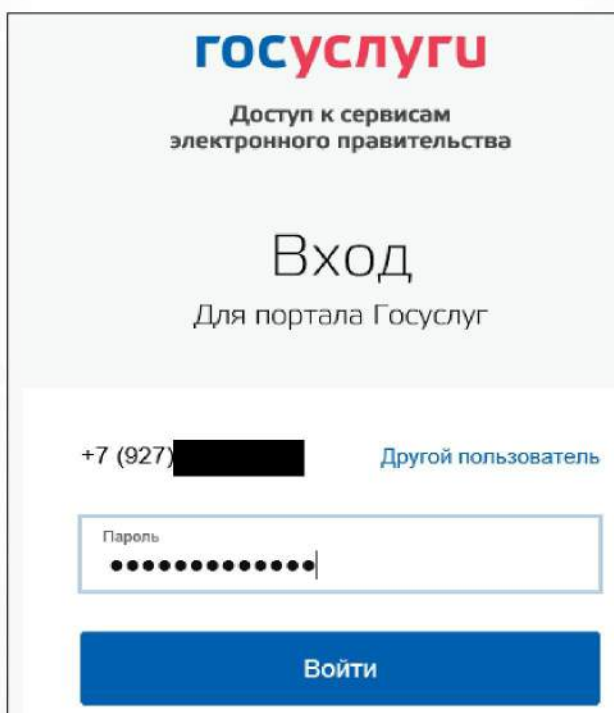 госуслуги
Доступ к сервисам
электронного правительства
Вход
Для портала Госуслуг
+7 (927)
Другой пользователь
Пароль
•••••••••••••
Войти